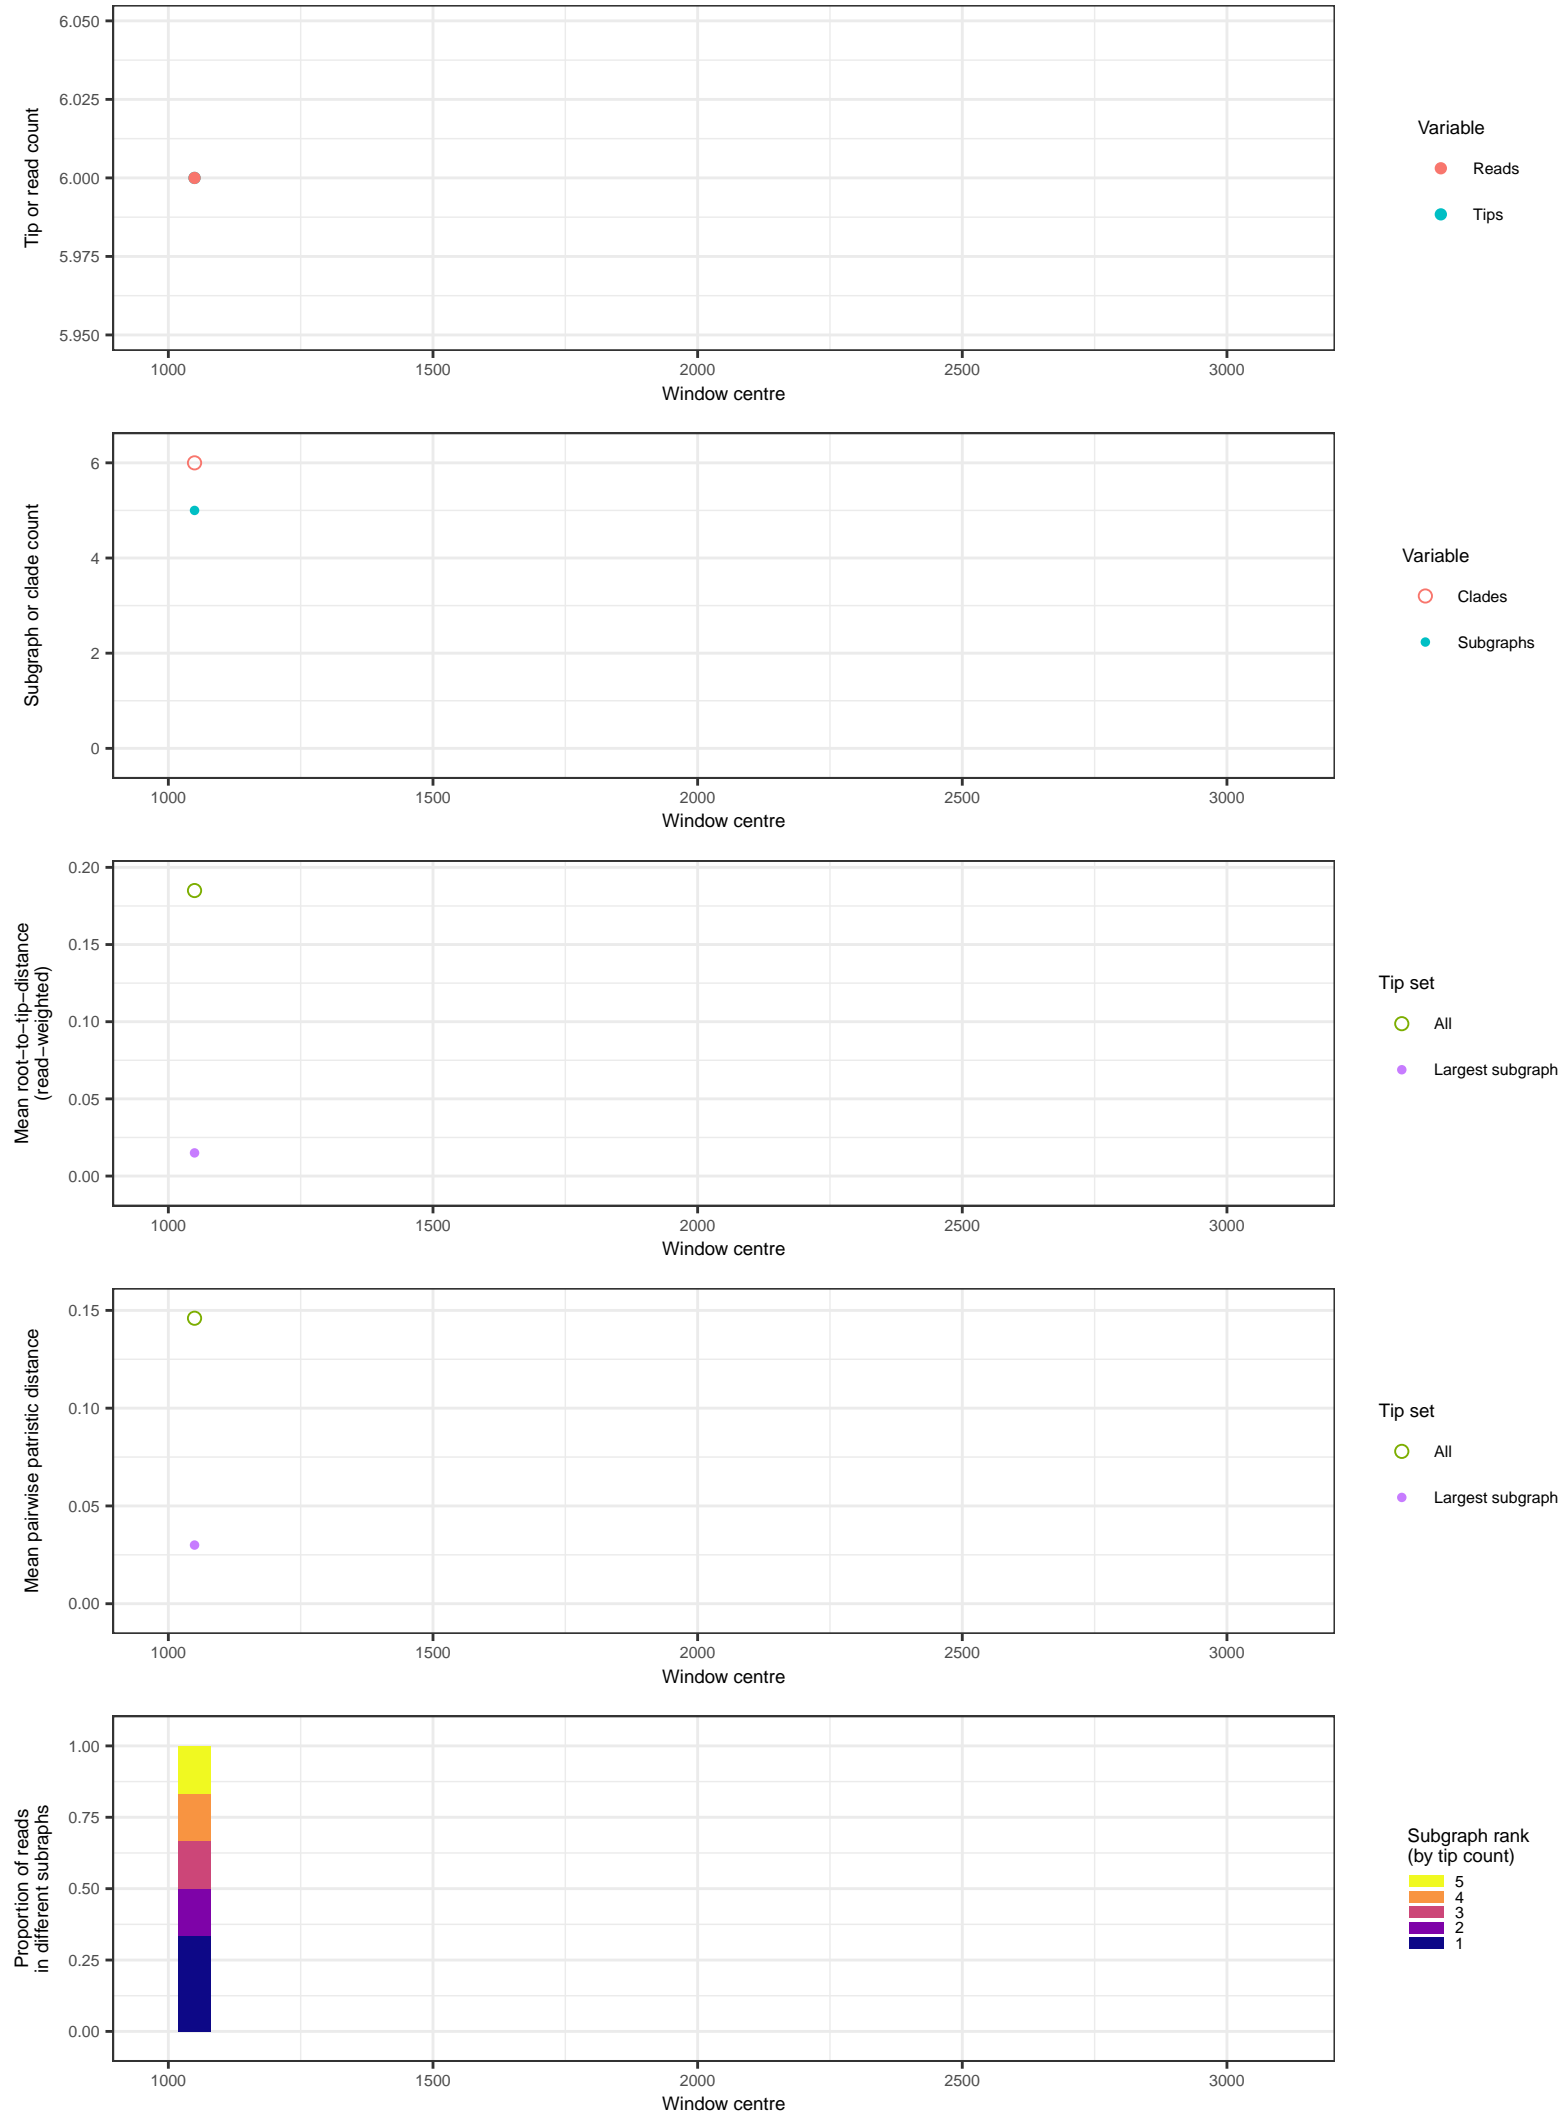 6.050
6.025
6.000
5.975
5.950
Tip or read count
1000 1500 2000 2500 3000
Window centre
Variable
Reads
Tips
6
4
2
0
Subgraph or clade count
1000 1500 2000 2500 3000
Window centre
Variable
Clades
Subgraphs
0.20
0.15
0.10
0.05
0.00
Mean root−to−tip−distance
(read−weighted)
1000 1500 2000 2500 3000
Window centre
Tip set
All
Largest subgraph
0.15
0.10
0.05
0.00
Mean pairwise patristic distance
1000 1500 2000 2500 3000
Window centre
Tip set
All
Largest subgraph
1.00
0.75
0.50
0.25
0.00
Proportion of reads
in different subraphs
1000 1500 2000 2500 3000
Window centre
Subgraph rank
(by tip count)
5
4
3
2
1